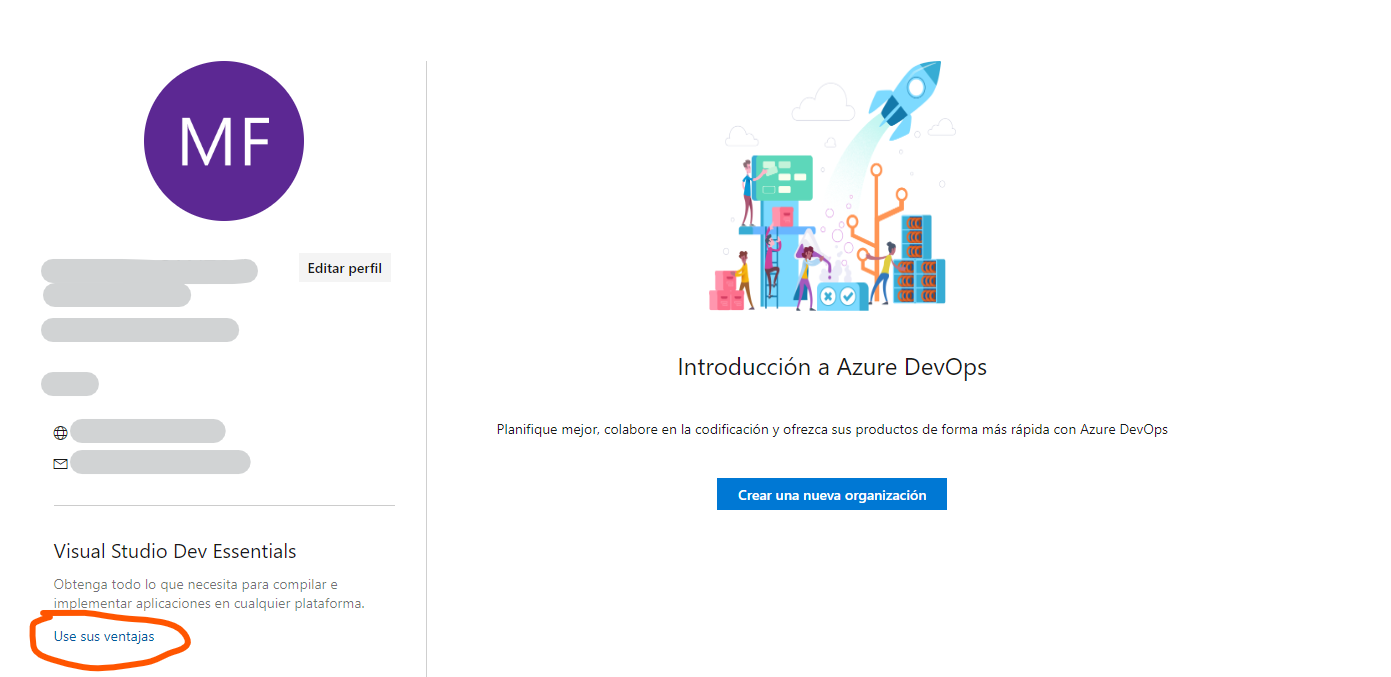 MF
Editar perfil
Visual Studio Dev Essentials
Obtenga todo lo que necesita para compilar e
implementar aplicaciones en cualquier plataforma.
Use sus ventajas
Introducción a Azure DevOps
Planifique mejor, colabore en la codificación y ofrezca sus productos de forma más rápida con Azure DevOps
Crear una nueva organización